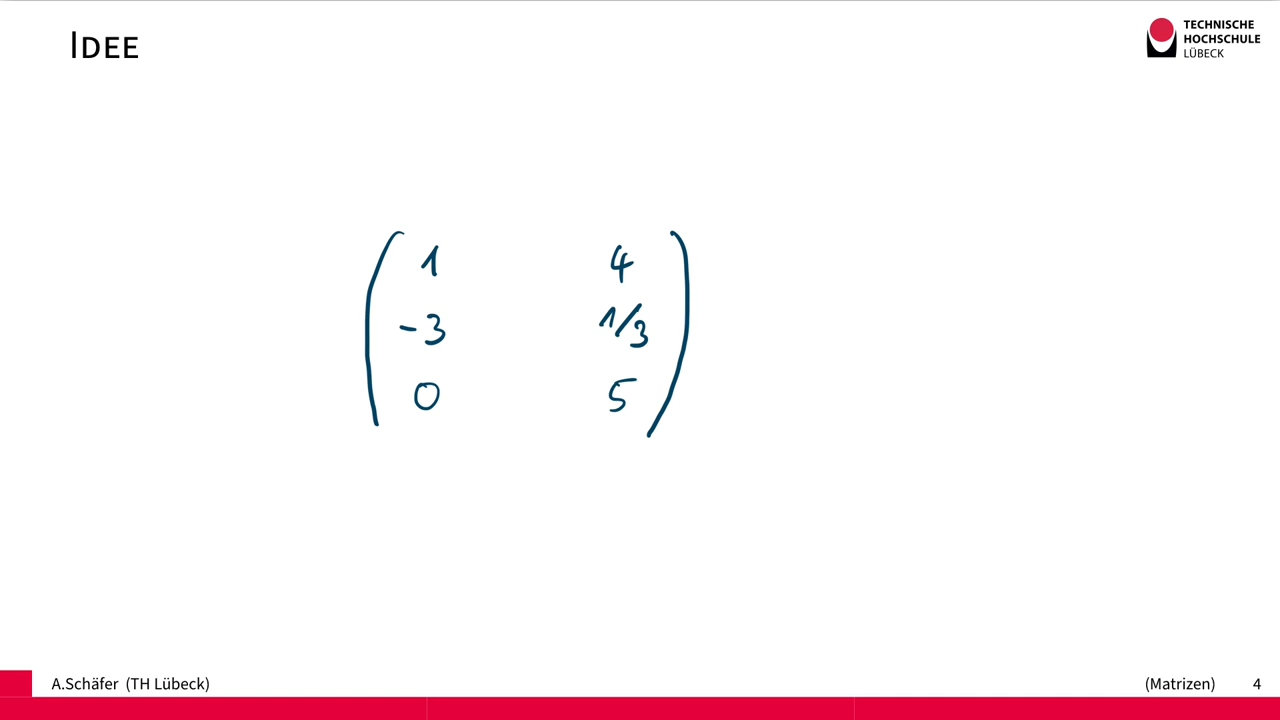 IDEE
TECHNISCHE
HOCHSCHULE
LÜBECK
1 4
-3 1/3
0 5
A.Schäfer (TH Lübeck) (Matrizen) 4